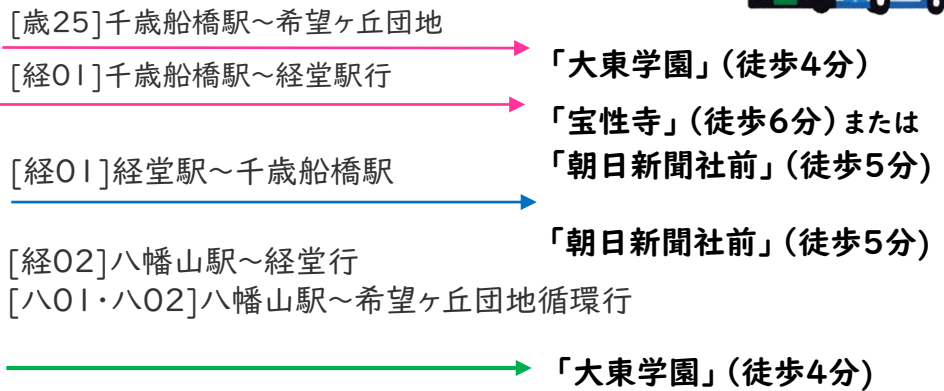 [歳25]千歳船橋駅～希望ヶ丘団地
「大東学園」(徒歩4分)
[経01]千歳船橋駅～経堂駅行
「宝性寺」(徒歩6分)または
「朝日新聞社前」(徒歩5分)
[経01]経堂駅～千歳船橋駅
「朝日新聞社前」(徒歩5分)
[経02]八幡山駅～経堂行
[八01・八02]八幡山駅～希望ヶ丘団地循環行
「大東学園」(徒歩4分)